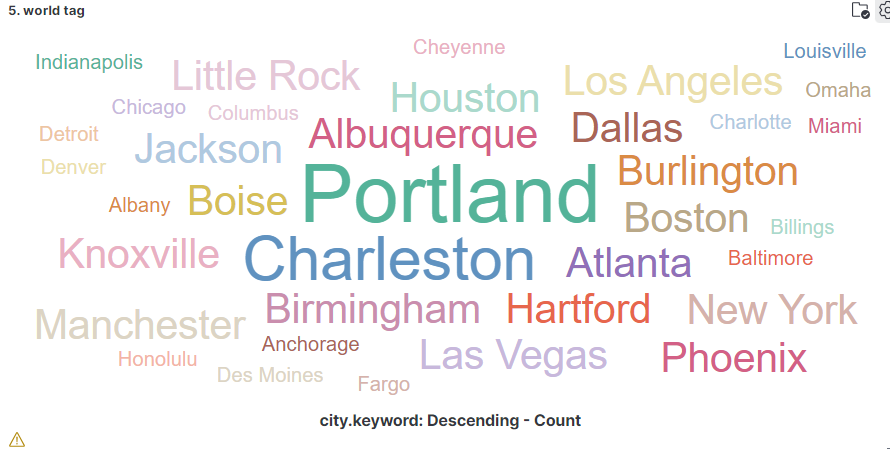 5. world tag
Cheyenne
Louisville
Indianapolis
Little Rock
Los Angeles
Houston
Omaha
Chicago
Columbus
Albuquerque
Dallas
Charlotte
Miami
Detroit
Jackson
Denver
Portland
Burlington
Albany
Boise
Boston
Billings
Knoxville
Charleston
Atlanta
Baltimore
Manchester
Birmingham
Hartford
New York
Anchorage
Honolulu
Las Vegas
Phoenix
Des Moines
Fargo
city.keyword: Descending - Count